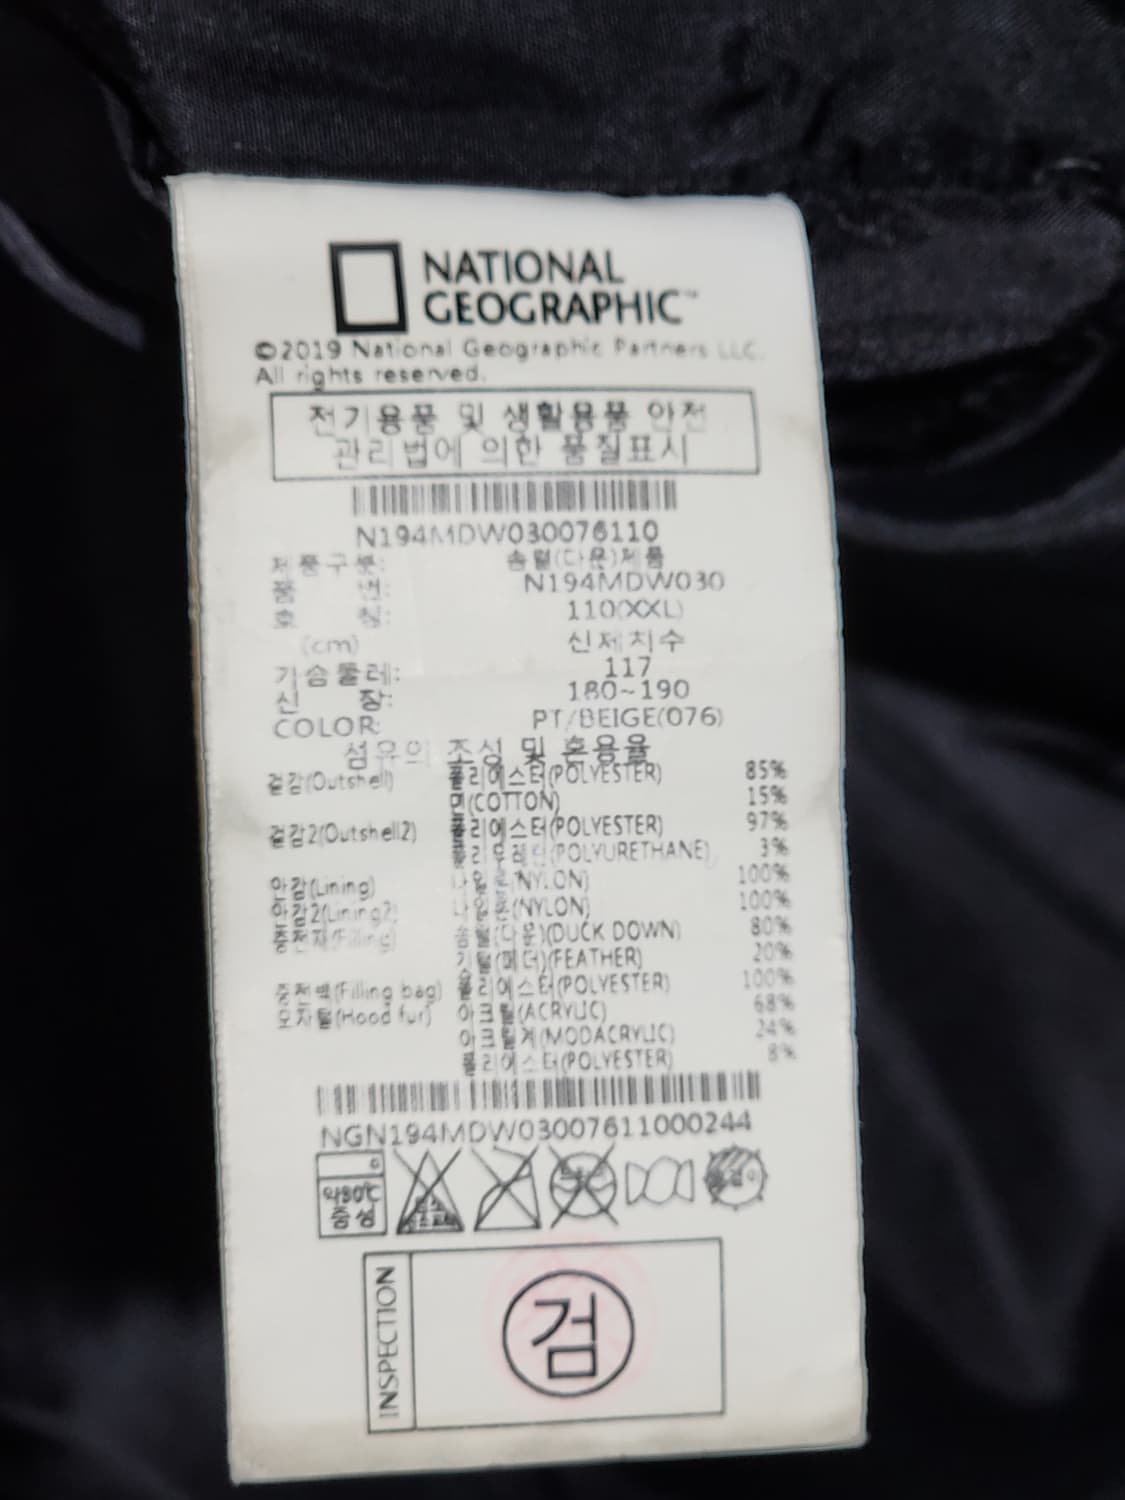 NATIONAL
GEOGRAPHIC™
©2019 National Geographic Partners LLC.
All rights reserved.
전기용품 및 생활용품 안전
관리법에 의한 품질표시
N194MDW030076110
제품구분: 솜털(다운)제품
품 번: N194MDW030
호 칭: 110(XXL)
(cm) 신체치수
가슴둘레: 117
신 장: 180~190
COLOR: PT/BEIGE(076)
섬유의 조성 및 혼용율
겉감(Outshell) 폴리에스터(POLYESTER) 85%
면(COTTON) 15%
겉감2(Outshell2) 폴리에스터(POLYESTER) 97%
폴리우레탄(POLYURETHANE) 3%
안감(Lining) 나일론(NYLON) 100%
안감2(Lining2) 나일론(NYLON) 100%
충전재(Filling) 솜털(다운)(DUCK DOWN) 80%
깃털(페더)(FEATHER) 20%
충전백(Filling bag) 폴리에스터(POLYESTER) 100%
모자털(Hood fur) 아크릴(ACRYLIC) 68%
아크릴계(MODACRYLIC) 24%
폴리에스터(POLYESTER) 8%
NGN194MDW03007611000244
약30℃
중성
INSPECTION
검